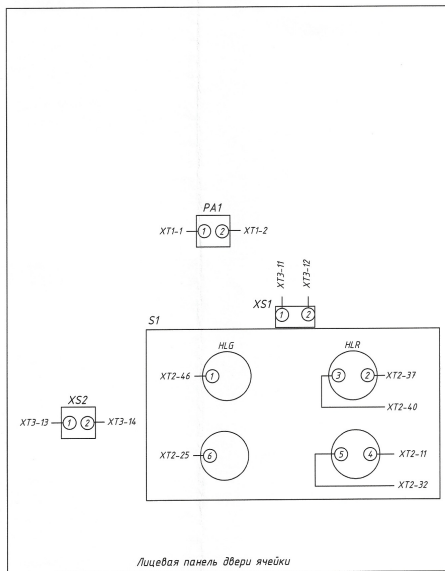 PA1
XT1-1 1 2 XT1-2
XT3-11 XT3-12
XS1
1 2
S1
HLG HLR
XT2-46 1 3 2 XT2-37
XT2-40
XS2
XT3-13 1 2 XT3-14
XT2-25 6 5 4 XT2-11
XT2-32
Лицевая панель двери ячейки